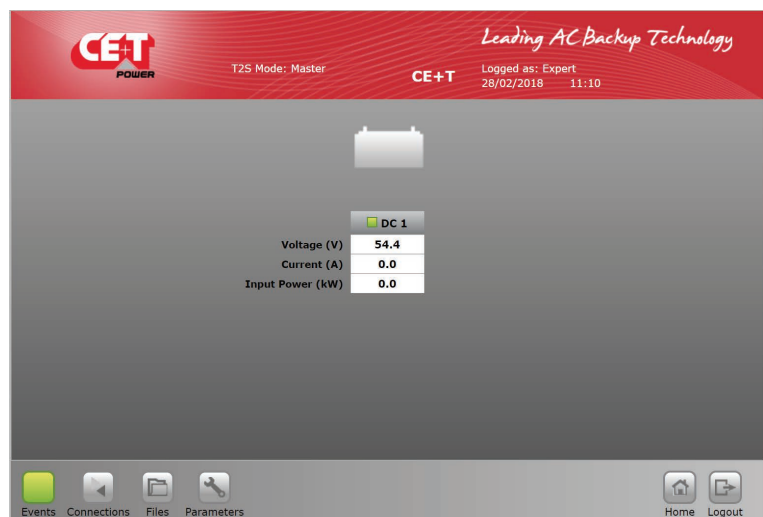 CE+T
POWER
Leading AC Backup Technology
T2S Mode: Master
CE+T
Logged as: Expert
28/02/2018 11:10
DC 1
Voltage (V) 54.4
Current (A) 0.0
Input Power (kW) 0.0
Events Connections Files Parameters Home Logout